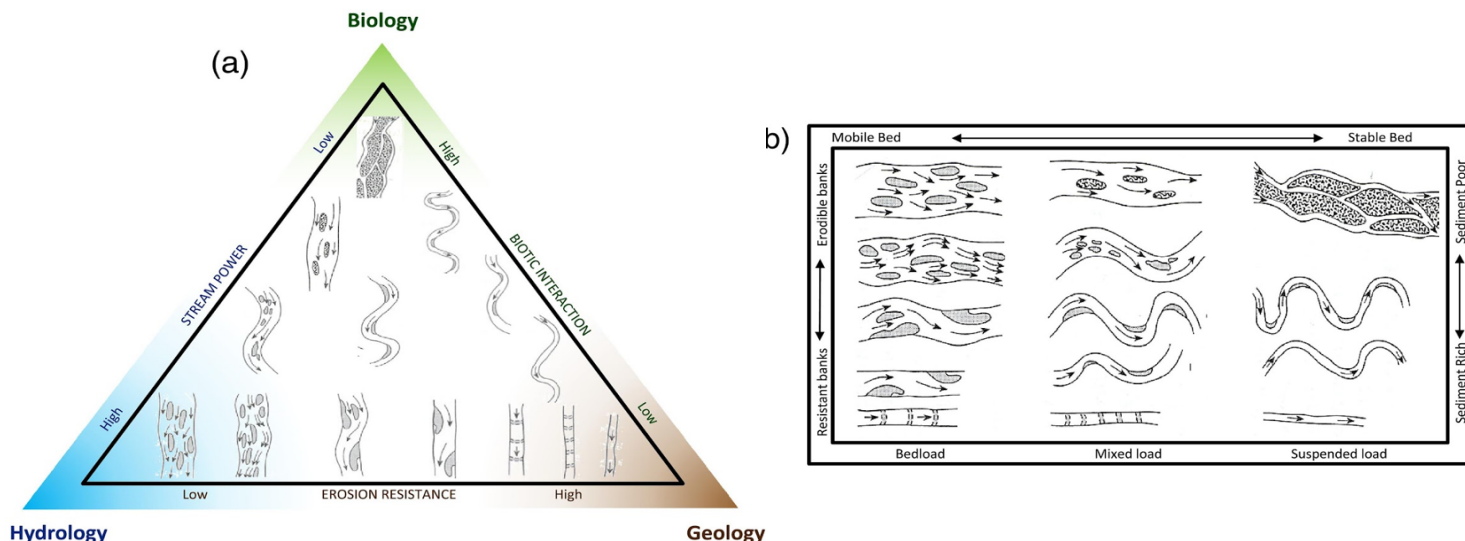 Biology
(a)
Low
High
STREAM POWER
BIOTIC INTERACTION
High
Low
Low
EROSION RESISTANCE
High
Hydrology
Geology
b)
Mobile Bed
Stable Bed
Erodible banks
Resistant banks
Sediment Poor
Sediment Rich
Bedload
Mixed load
Suspended load